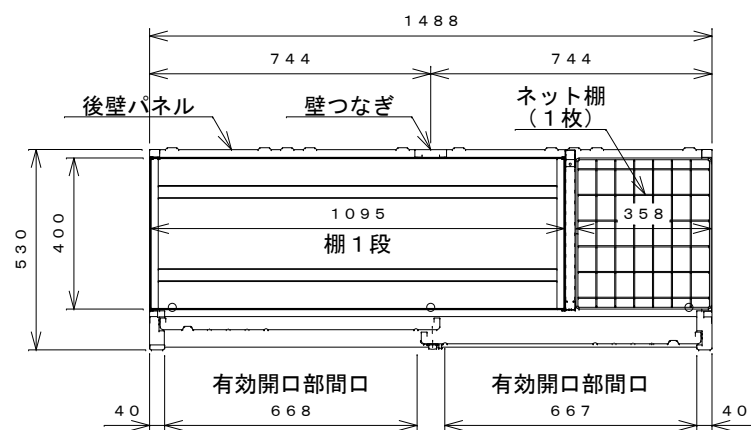 1488
744
744
後壁パネル
壁つなぎ
ネット棚
（1枚）
530
400
1095
棚1段
358
有効開口部間口
有効開口部間口
40
668
667
40